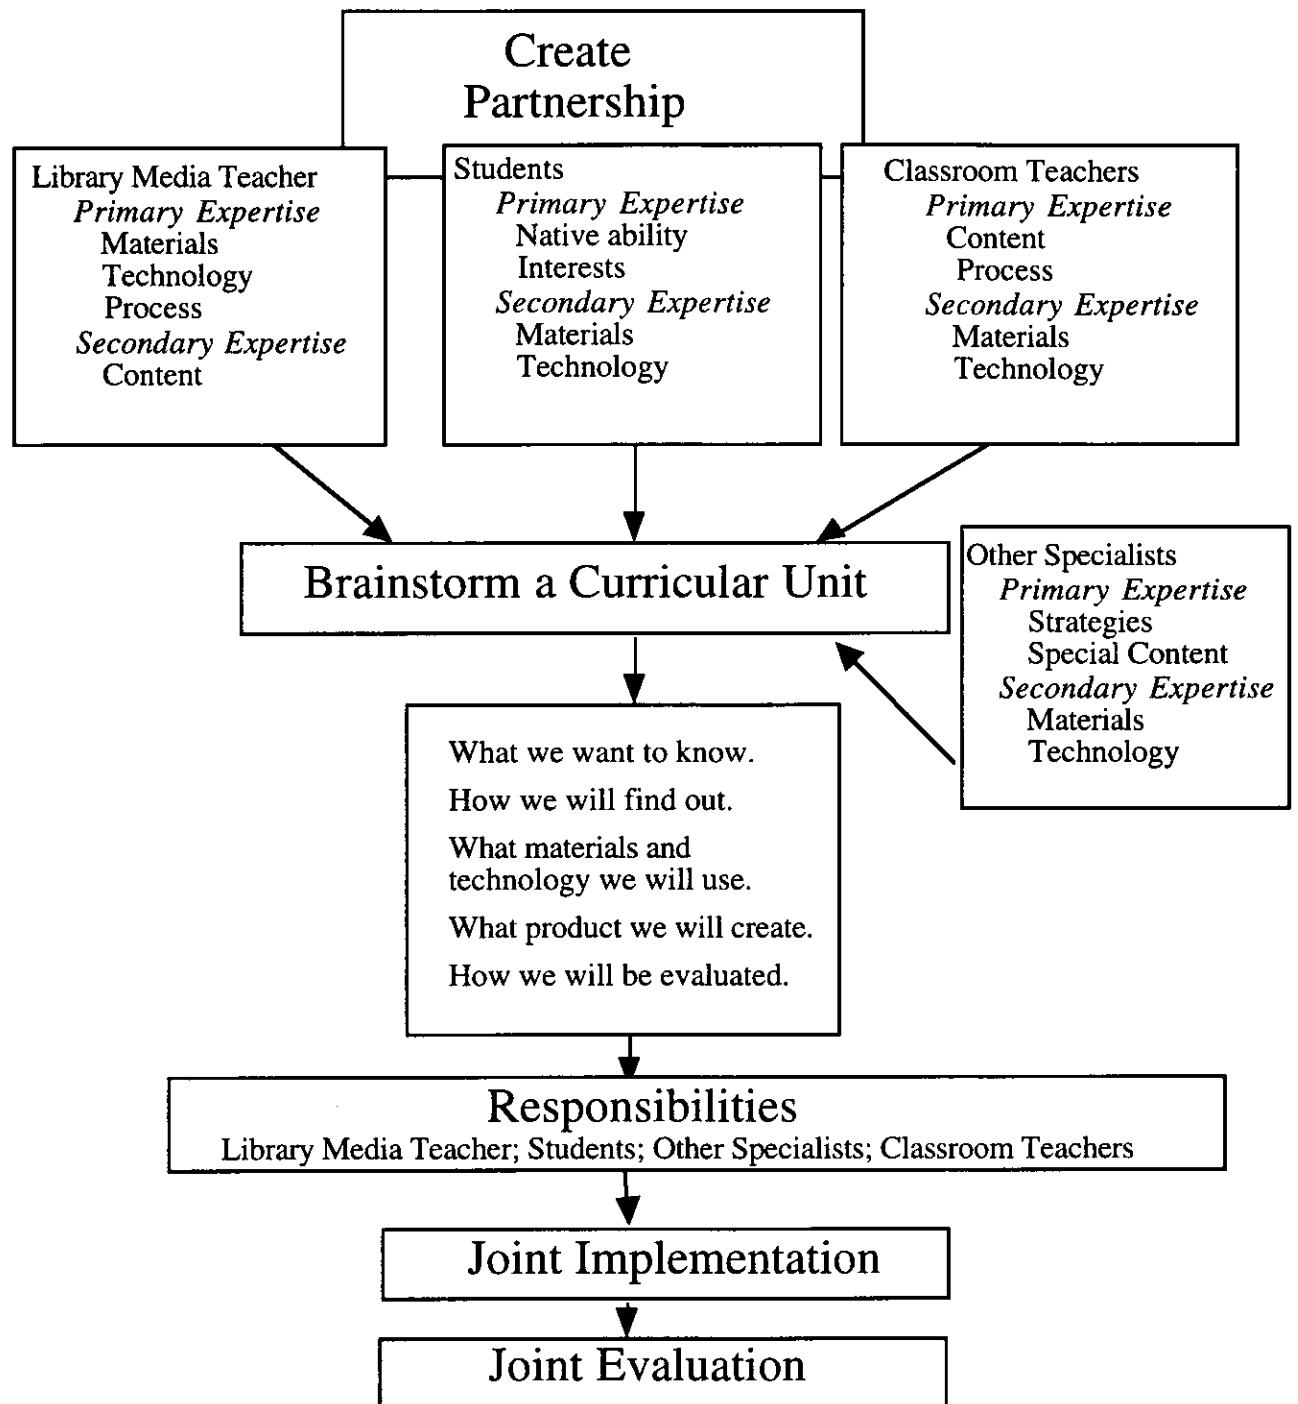 Create
Partnership
Library Media Teacher
Primary Expertise
Materials
Technology
Process
Secondary Expertise
Content
Students
Primary Expertise
Native ability
Interests
Secondary Expertise
Materials
Technology
Classroom Teachers
Primary Expertise
Content
Process
Secondary Expertise
Materials
Technology
Brainstorm a Curricular Unit
Other Specialists
Primary Expertise
Strategies
Special Content
Secondary Expertise
Materials
Technology
What we want to know.
How we will find out.
What materials and
technology we will use.
What product we will create.
How we will be evaluated.
Responsibilities
Library Media Teacher; Students; Other Specialists; Classroom Teachers
Joint Implementation
Joint Evaluation